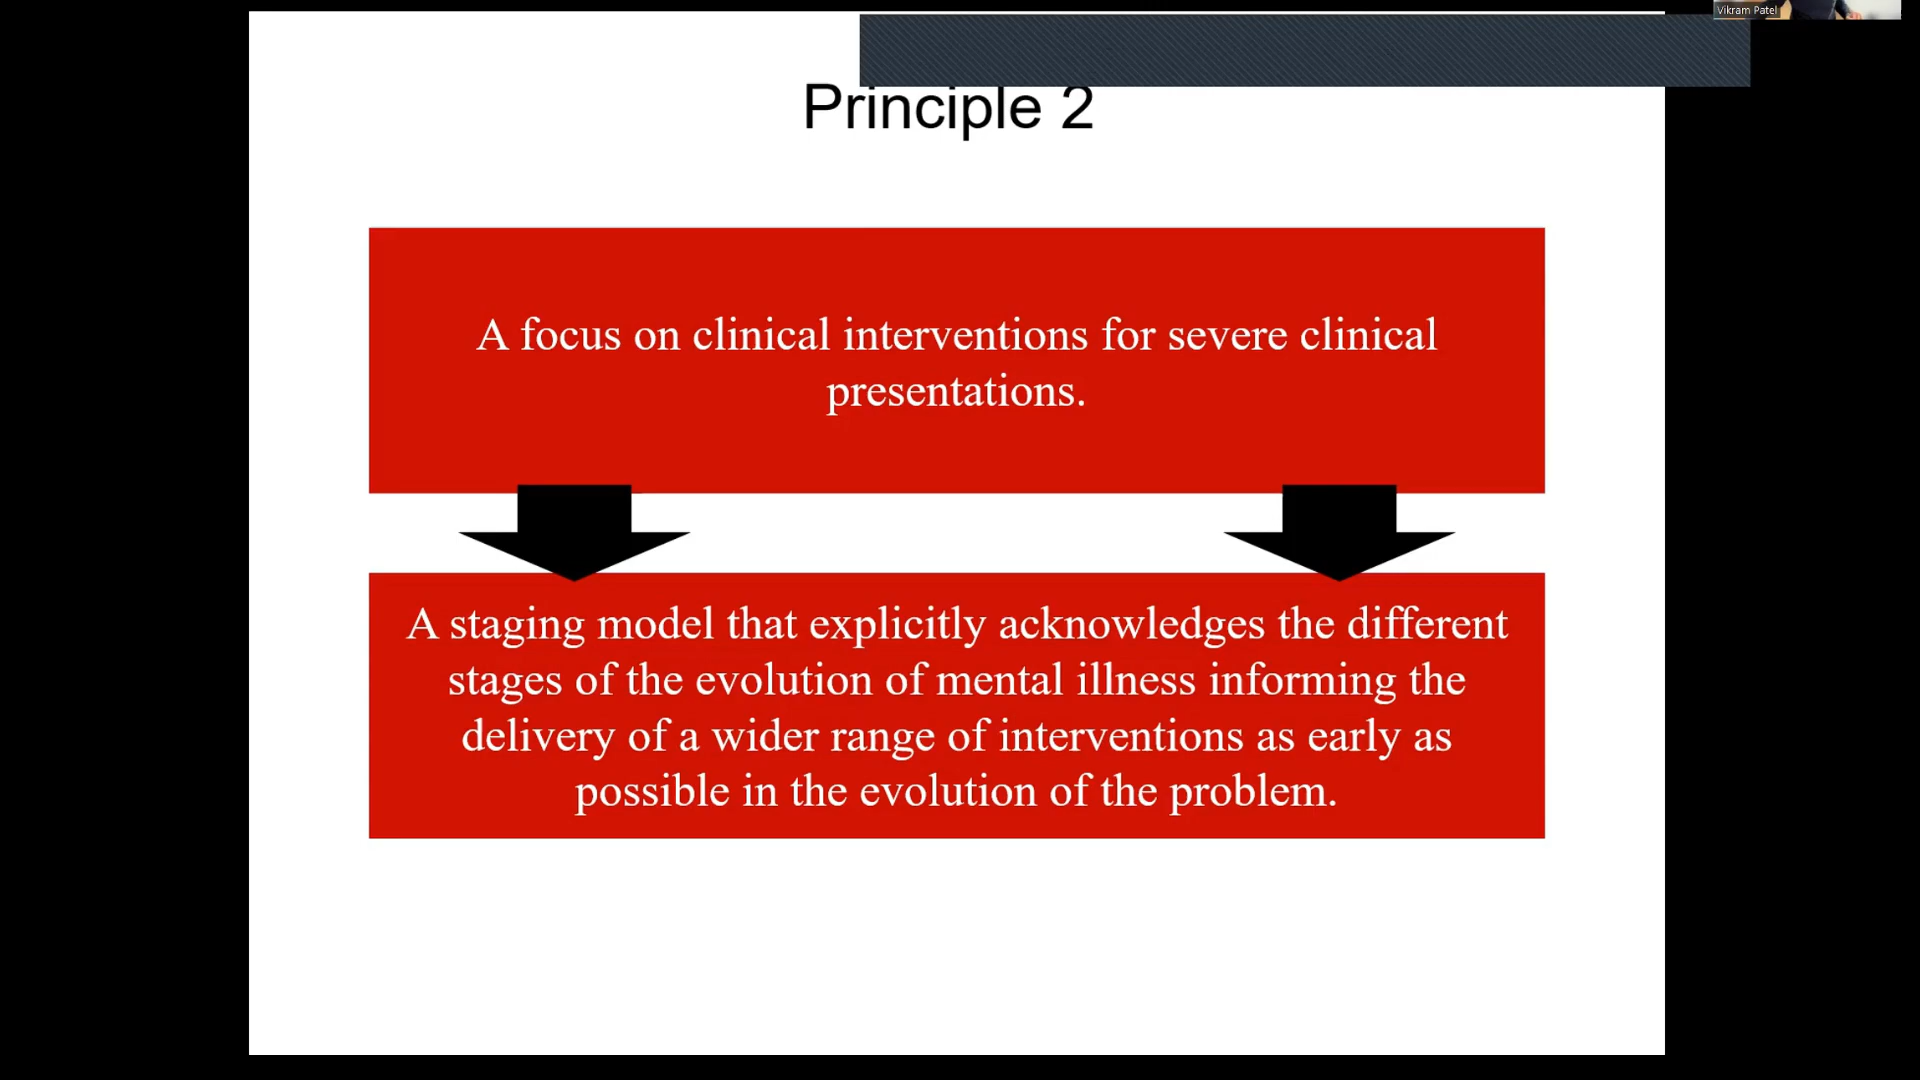 Vikram Patel
Principle 2
A focus on clinical interventions for severe clinical
presentations.
A staging model that explicitly acknowledges the different
stages of the evolution of mental illness informing the
delivery of a wider range of interventions as early as
possible in the evolution of the problem.